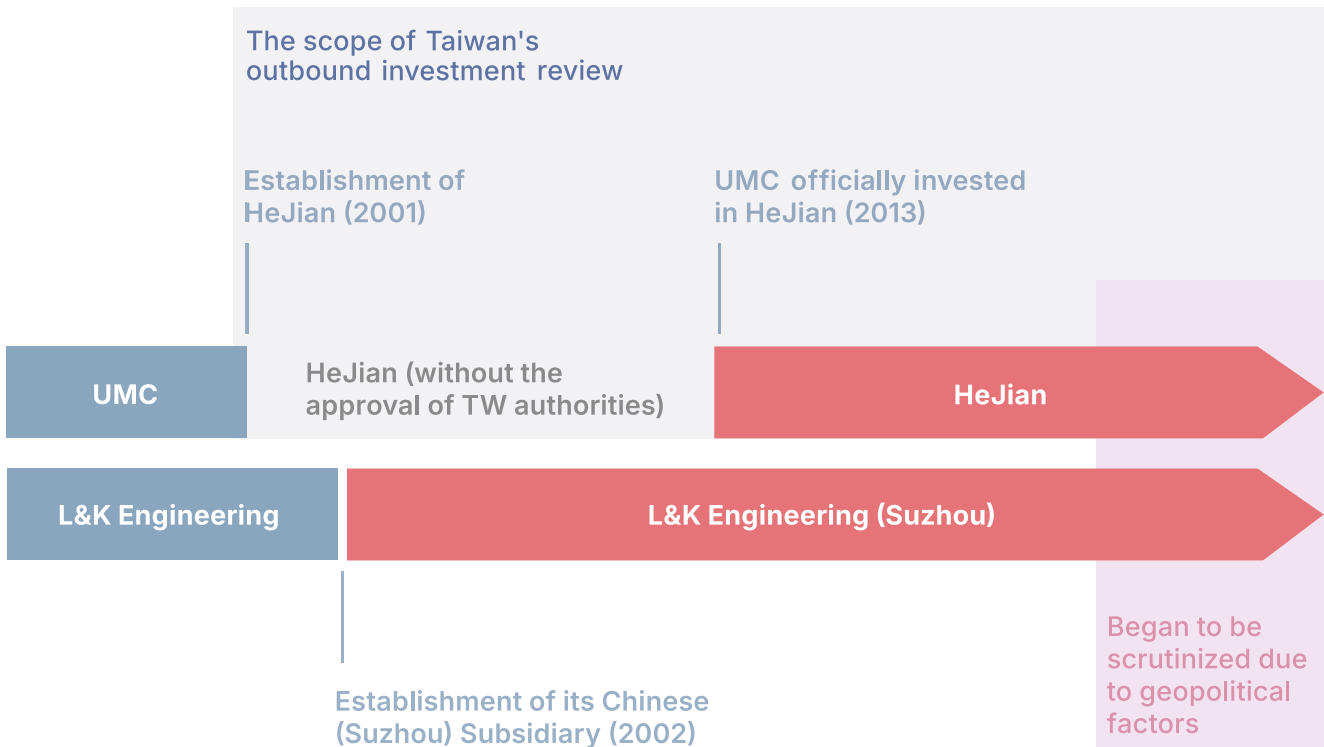 The scope of Taiwan's
outbound investment review
Establishment of
HeJian (2001)
UMC officially invested
in HeJian (2013)
UMC
HeJian (without the
approval of TW authorities)
HeJian
L&K Engineering
L&K Engineering (Suzhou)
Establishment of its Chinese
(Suzhou) Subsidiary (2002)
Began to be
scrutinized due
to geopolitical
factors